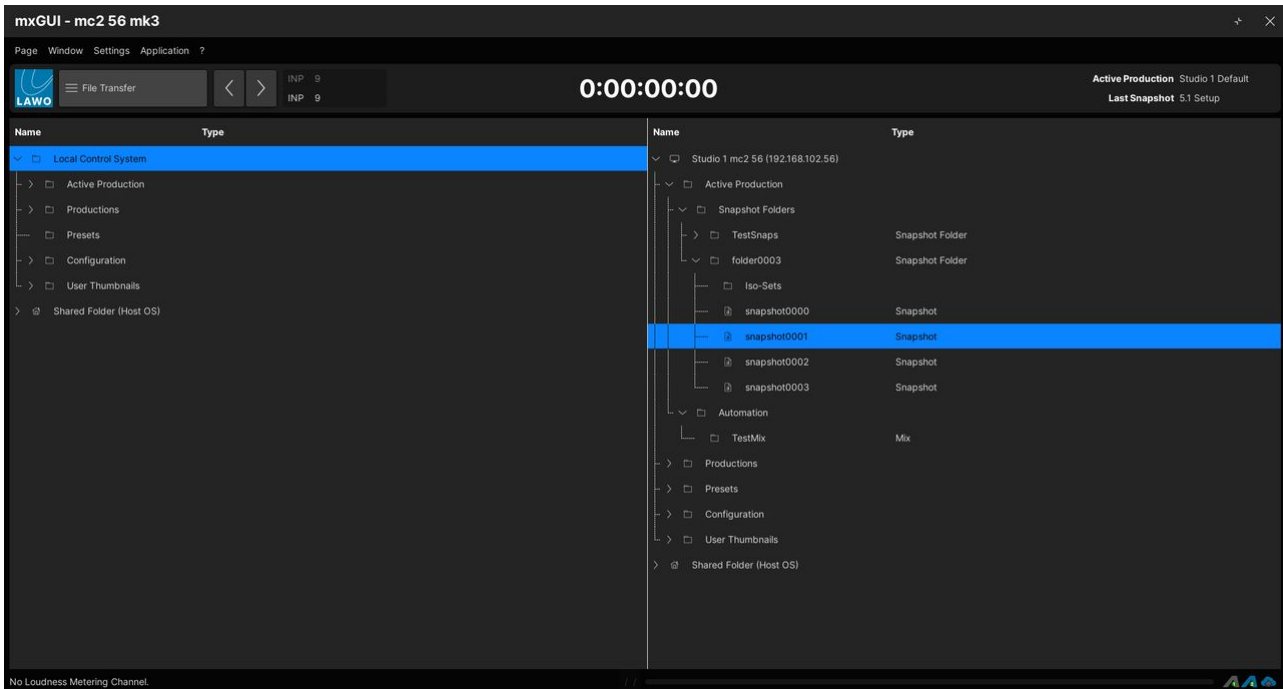 mxGUI - mc2 56 mk3
Page Window Settings Application ?
LAWO
File Transfer
INP 9
INP 9
0:00:00:00
Active Production Studio 1 Default
Last Snapshot 5.1 Setup
Name Type
Local Control System
Active Production
Productions
Presets
Configuration
User Thumbnails
Shared Folder (Host OS)
Name Type
Studio 1 mc2 56 (192.168.102.56)
Active Production
Snapshot Folders
TestSnaps Snapshot Folder
folder0003 Snapshot Folder
Iso-Sets
snapshot0000 Snapshot
snapshot0001 Snapshot
snapshot0002 Snapshot
snapshot0003 Snapshot
Automation
TestMix Mix
Productions
Presets
Configuration
User Thumbnails
Shared Folder (Host OS)
No Loudness Metering Channel.